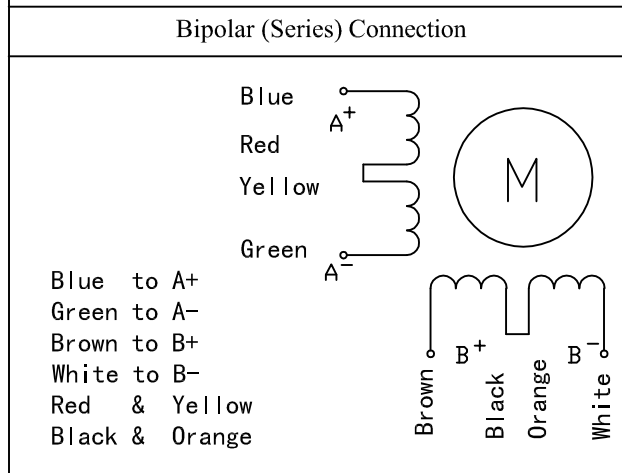 Bipolar (Series) Connection
Blue
A+
Red
Yellow
Green
A-
M
Blue to A+
Green to A-
Brown to B+
White to B-
Red & Yellow
Black & Orange
Brown
B+
Black
Orange
B-
White